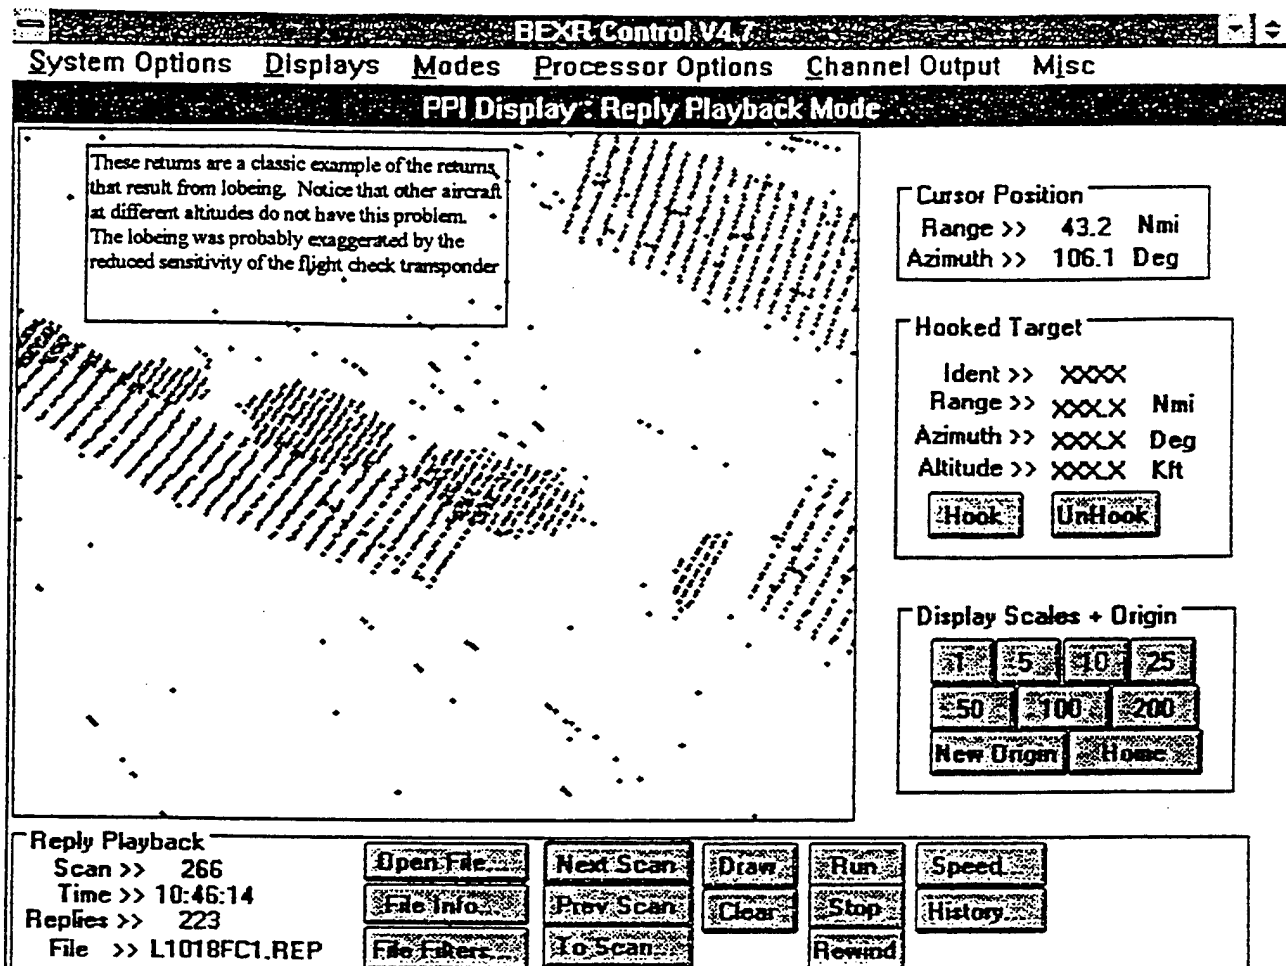 BEXR Control V4.7
System Options Displays Modes Processor Options Channel Output Misc
PPI Display : Reply Playback Mode
These returns are a classic example of the returns
that result from lobeing. Notice that other aircraft
at different altitudes do not have this problem.
The lobeing was probably exaggerated by the
reduced sensitivity of the flight check transponder
Cursor Position
Range >> 43.2 Nmi
Azimuth >> 106.1 Deg
Hooked Target
Ident >> XXXX
Range >> XXX.X Nmi
Azimuth >> XXX.X Deg
Altitude >> XXX.X Kft
Hook UnHook
Display Scales + Origin
1 5 10 25
50 100 200
New Origin Home
Reply Playback
Scan >> 266
Time >> 10:46:14
Replies >> 223
File >> L1018FC1.REP
Open File...
File Info...
File Filters...
Next Scan
Prev Scan
To Scan...
Draw
Clear
Run
Stop
Rewind
Speed...
History...